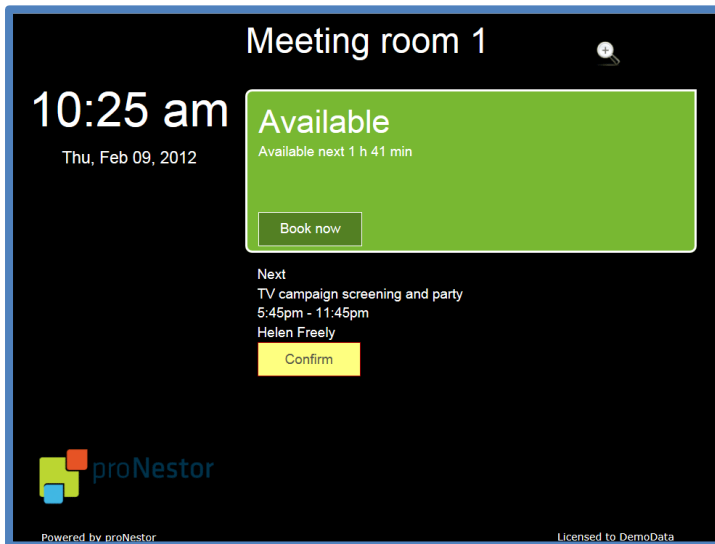 Meeting room 1
10:25 am
Thu, Feb 09, 2012
Available
Available next 1 h 41 min
Book now
Next
TV campaign screening and party
5:45pm - 11:45pm
Helen Freely
Confirm
proNestor
Powered by proNestor
Licensed to DemoData